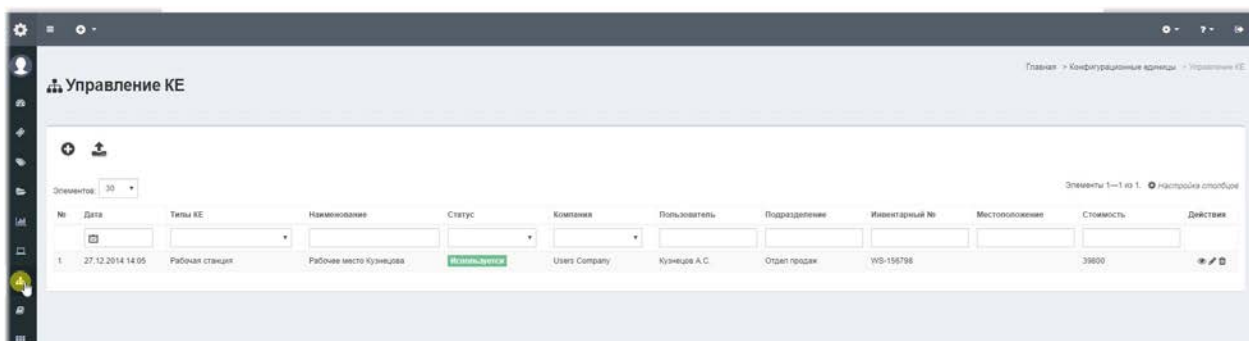 Главная > Конфигурационные единицы > Управление КЕ
Управление КЕ
Элементов: 30
Элементы 1—1 из 1. Настройка столбцов
№ Дата Типы КЕ Наименование Статус Компания Пользователь Подразделение Инвентарный № Местоположение Стоимость Действия
1 27.12.2014 14:05 Рабочая станция Рабочее место Кузнецова Используется Users Company Кузнецов А.С. Отдел продаж WS-156798 39800